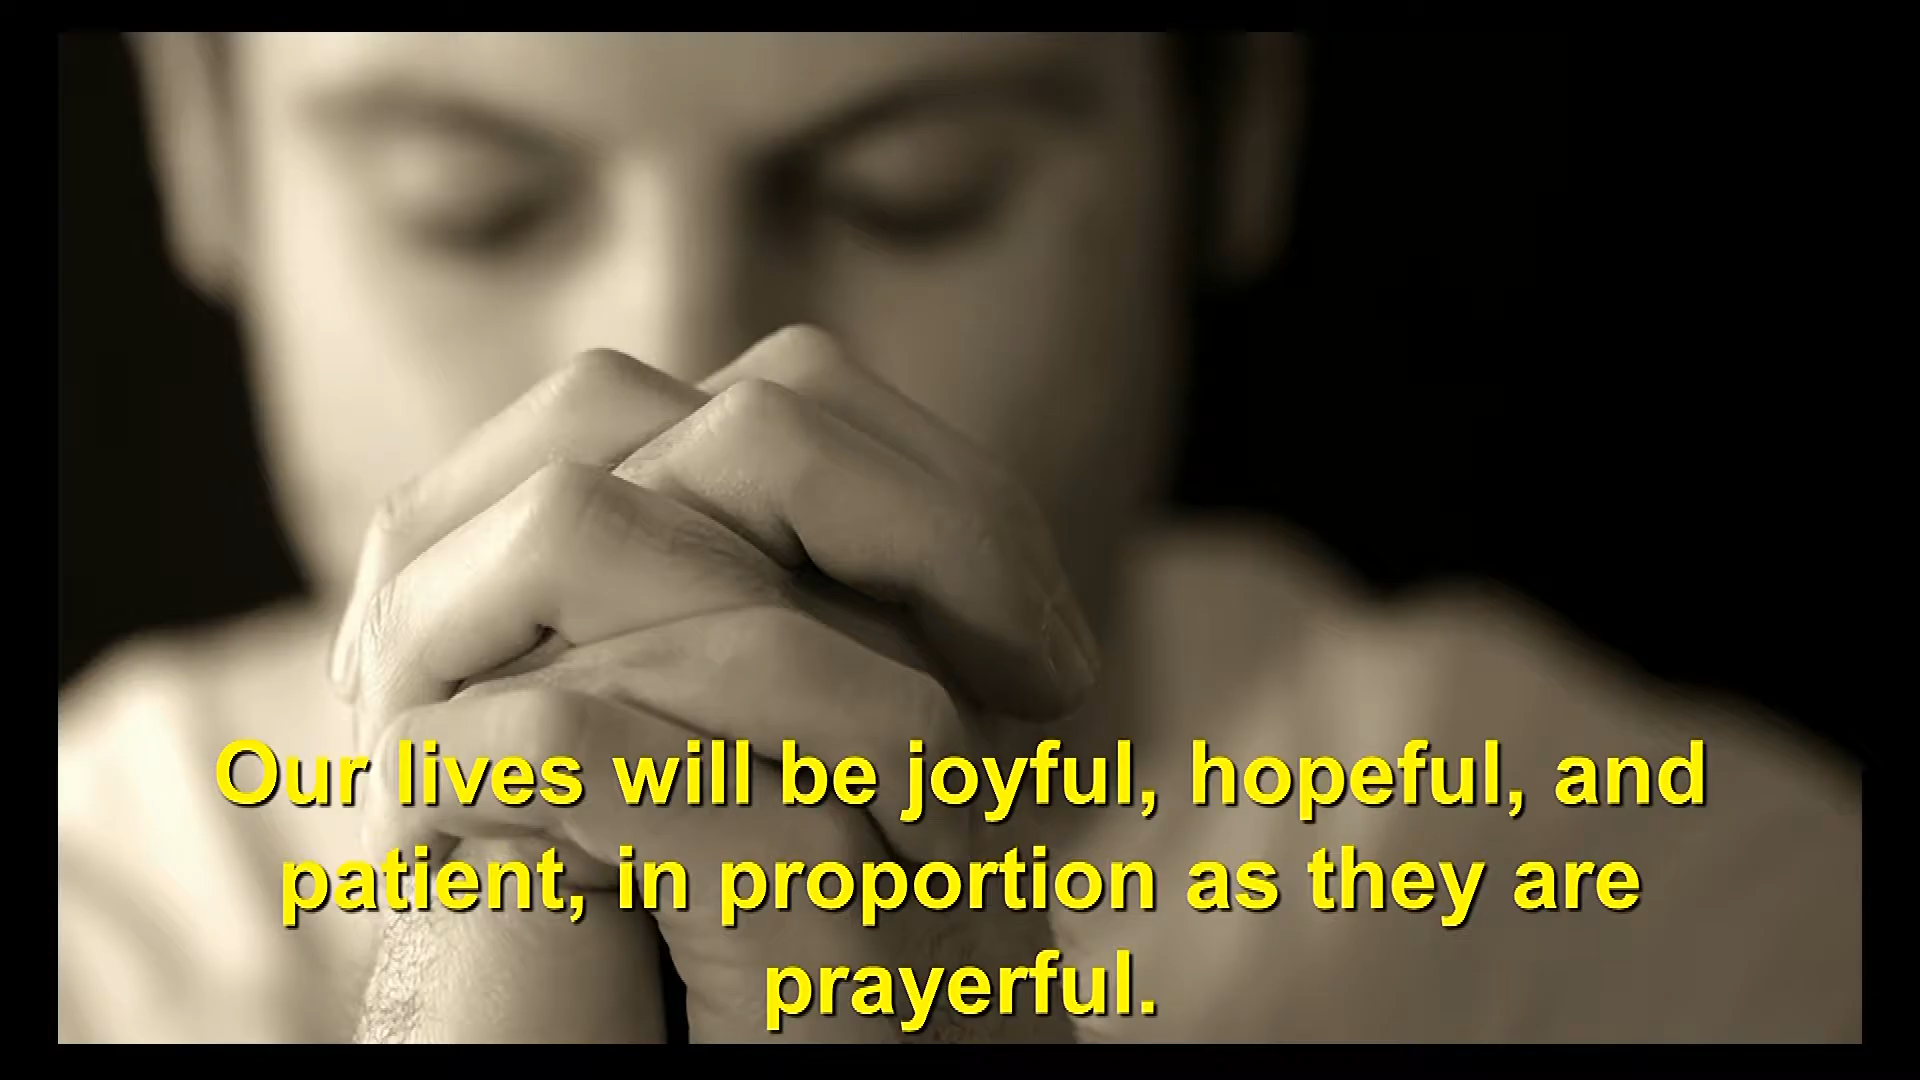 Our lives will be joyful, hopeful, and
patient, in proportion as they are
prayerful.